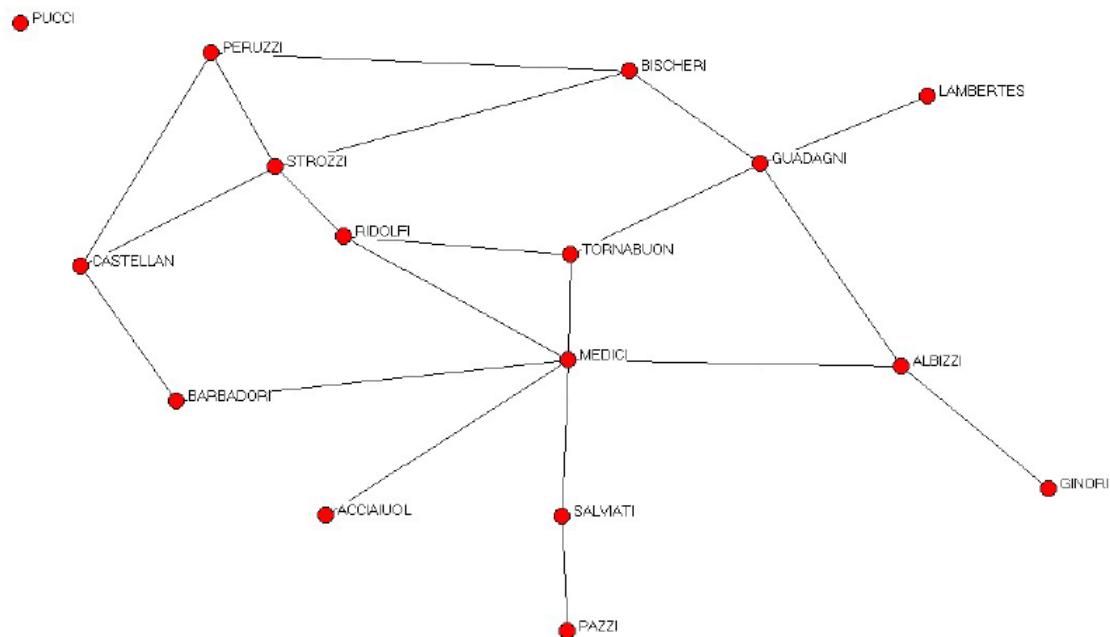 PUCCI
PERUZZI
BISCHERI
LAMBERTES
STROZZI
GUADAGNI
RIDOLFI
TORNABUON
CASTELLAN
MEDICI
ALBIZZI
BARBADORI
GINORI
ACCIAIUOL
SALVIATI
PAZZI